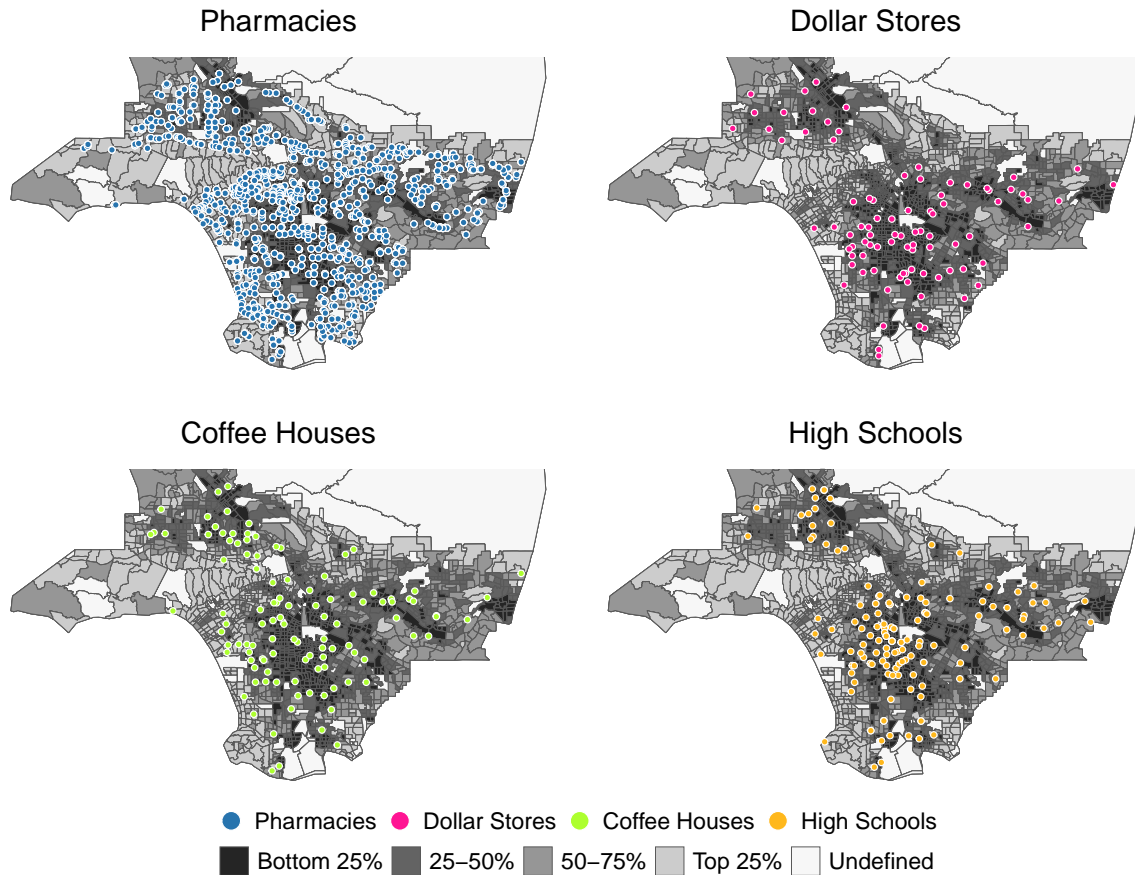 Pharmacies
Dollar Stores
Coffee Houses
High Schools
Pharmacies Dollar Stores Coffee Houses High Schools
Bottom 25% 25−50% 50−75% Top 25% Undefined